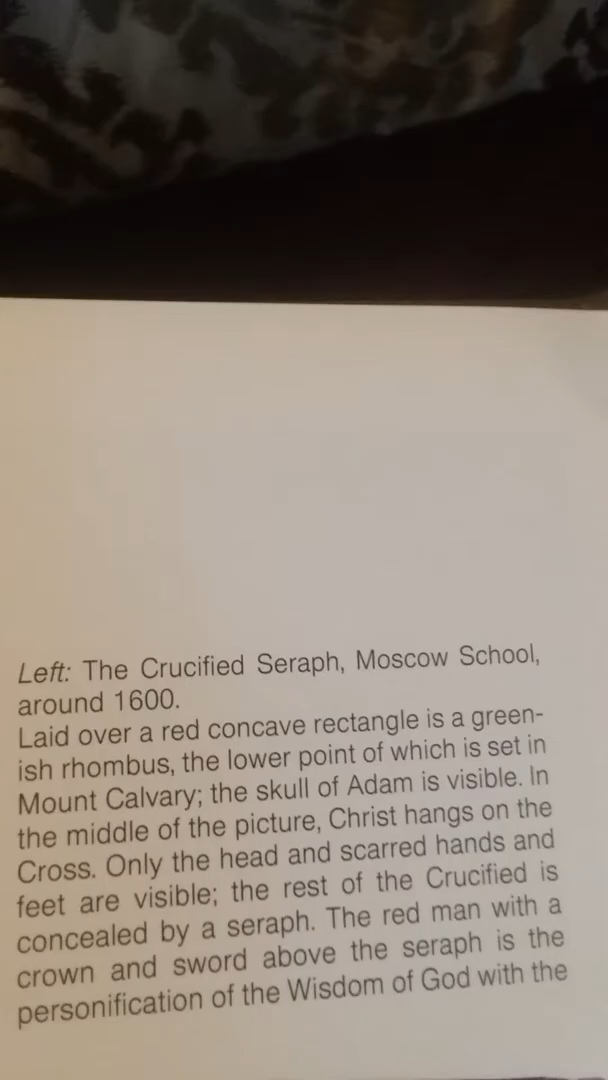 Left: The Crucified Seraph, Moscow School,
around 1600.
Laid over a red concave rectangle is a green-
ish rhombus, the lower point of which is set in
Mount Calvary; the skull of Adam is visible. In
the middle of the picture, Christ hangs on the
Cross. Only the head and scarred hands and
feet are visible; the rest of the Crucified is
concealed by a seraph. The red man with a
crown and sword above the seraph is the
personification of the Wisdom of God with the